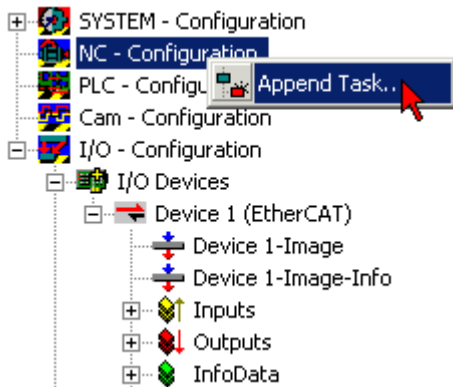 SYSTEM - Configuration
NC - Configuration
Append Task..
PLC - Configu
Cam - Configuration
I/O - Configuration
I/O Devices
Device 1 (EtherCAT)
Device 1-Image
Device 1-Image-Info
Inputs
Outputs
InfoData